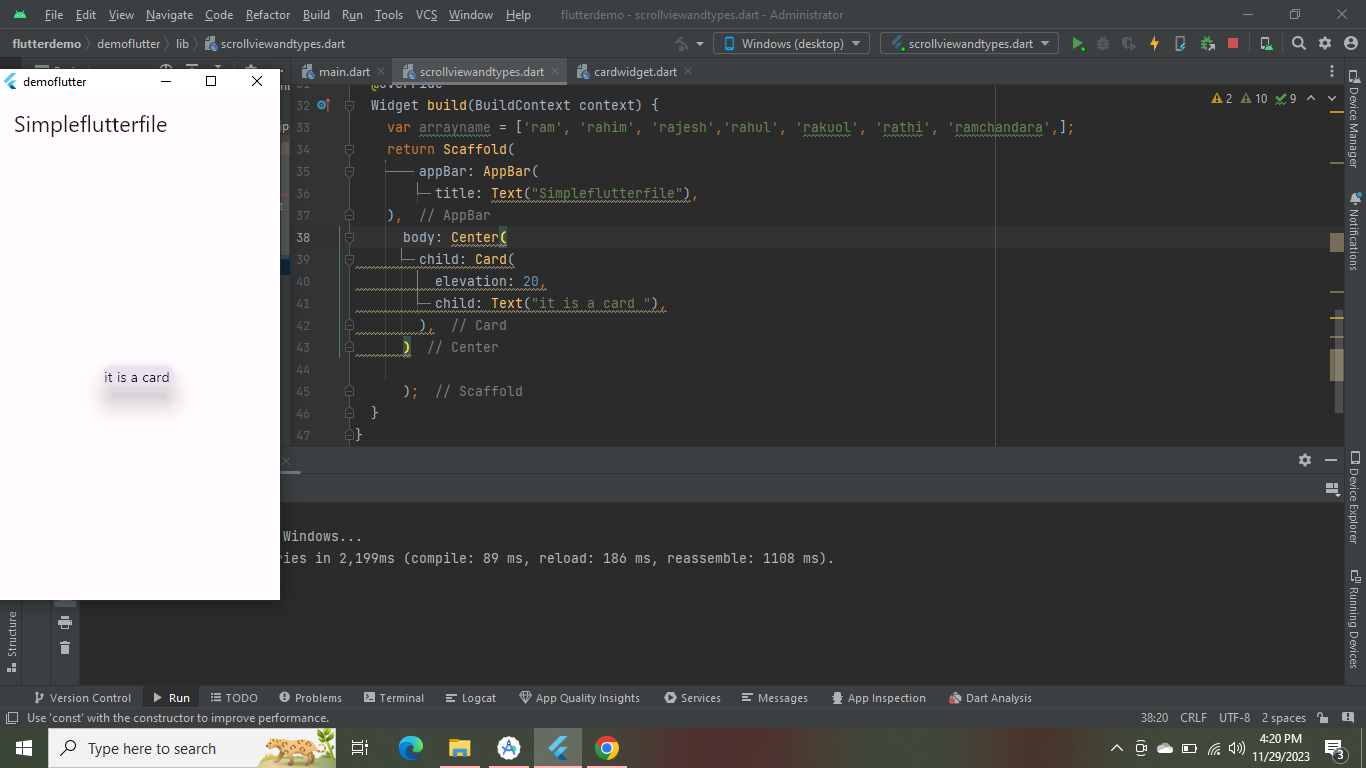 File Edit View Navigate Code Refactor Build Run Tools VCS Window Help flutterdemo - scrollviewandtypes.dart - Administrator
flutterdemo demoflutter lib scrollviewandtypes.dart Windows (desktop) scrollviewandtypes.dart
main.dart scrollviewandtypes.dart cardwidget.dart
demoflutter
Simpleflutterfile
it is a card
@override
32 Widget build(BuildContext context) {
33 var arrayname = ['ram', 'rahim', 'rajesh','rahul', 'rakuol', 'rathi', 'ramchandara',];
34 return Scaffold(
35 appBar: AppBar(
36 title: Text("Simpleflutterfile"),
37 ), // AppBar
38 body: Center(
39 child: Card(
40 elevation: 20,
41 child: Text("it is a card "),
42 ), // Card
43 ) // Center
44
45 ); // Scaffold
46 }
47 }
2 10 9
Device Manager
Notifications
Device Explorer
Running Devices
Windows...
ries in 2,199ms (compile: 89 ms, reload: 186 ms, reassemble: 1108 ms).
Structure
Version Control Run TODO Problems Terminal Logcat App Quality Insights Services Messages App Inspection Dart Analysis
Use 'const' with the constructor to improve performance. 38:20 CRLF UTF-8 2 spaces
Type here to search
4:20 PM
11/29/2023
3